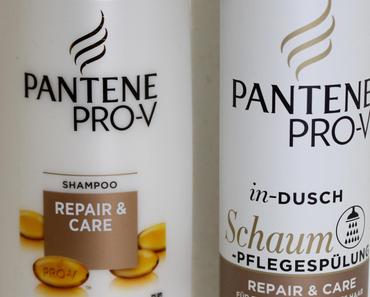 PANTENE
PRO-V
SHAMPOO
REPAIR &
CARE
PRO-V
PANTENE
PRO-V
in-DUSCH
Schaum
-PFLEGESPÜLUNG
REPAIR & CARE